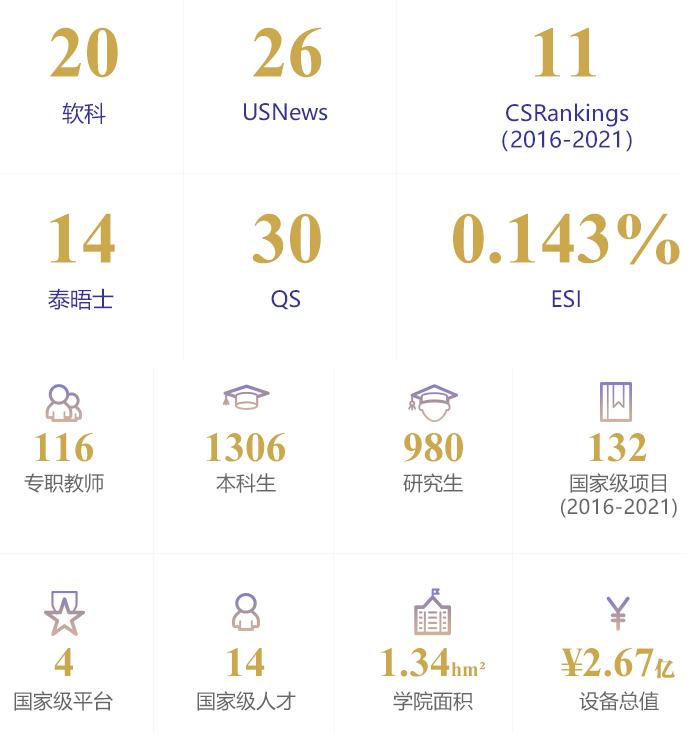 20
26
11
软科
USNews
CSRankings
(2016-2021)
14
30
0.143%
泰晤士
QS
ESI
116
1306
980
132
专职教师
本科生
研究生
国家级项目
(2016-2021)
4
14
1.34hm²
¥2.67亿
国家级平台
国家级人才
学院面积
设备总值